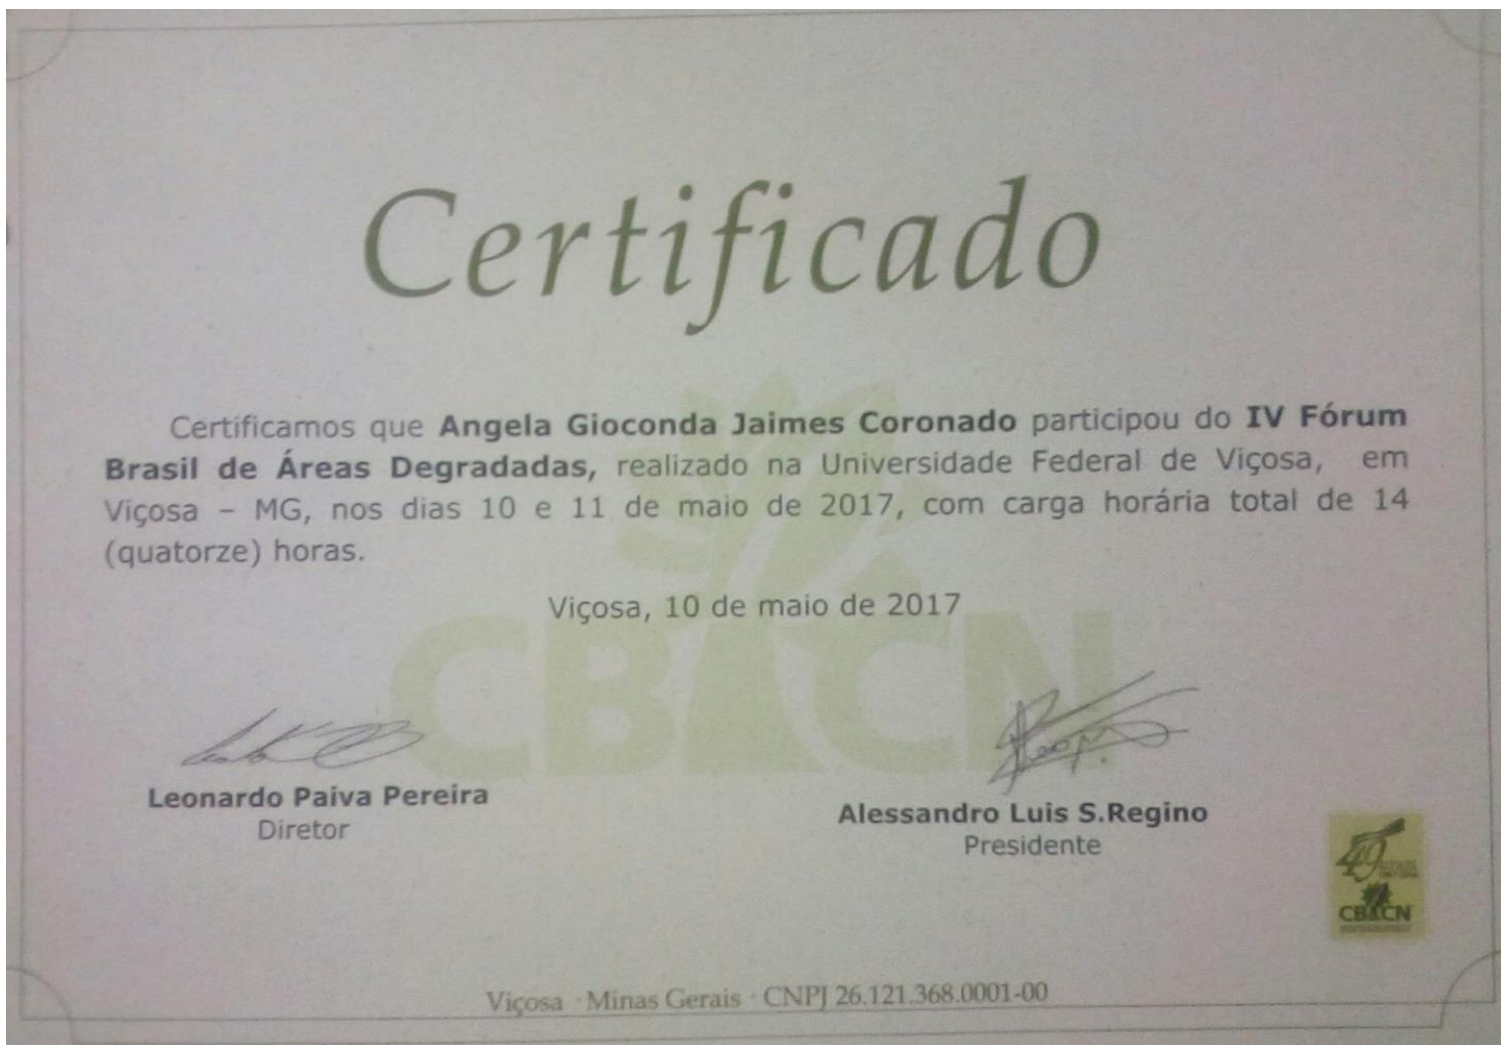 Certificado
Certificamos que Angela Gioconda Jaimes Coronado participou do IV Fórum
Brasil de Áreas Degradadas, realizado na Universidade Federal de Viçosa, em
Viçosa – MG, nos dias 10 e 11 de maio de 2017, com carga horária total de 14
(quatorze) horas.
Viçosa, 10 de maio de 2017
CBCN
Leonardo Paiva Pereira
Diretor
Alessandro Luis S.Regino
Presidente
40
CBCN
Viçosa · Minas Gerais · CNPJ 26.121.368.0001-00